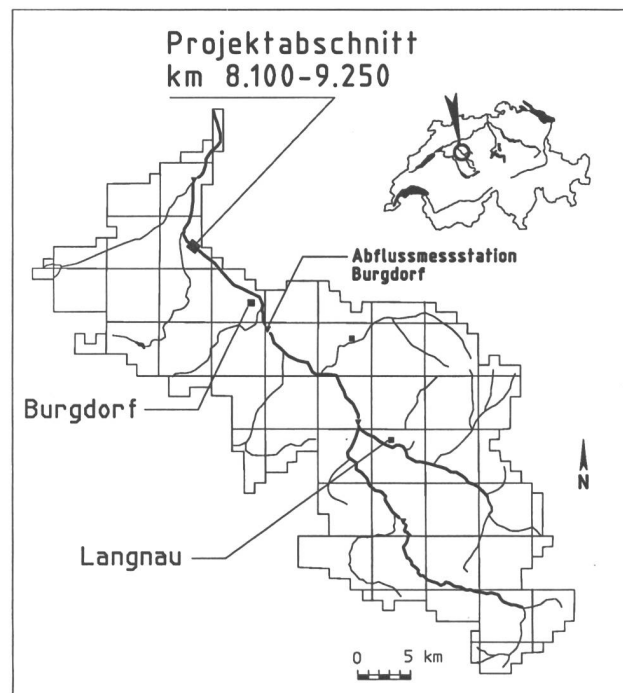 Projektabschnitt
km 8.100-9.250
Abflussmessstation
Burgdorf
Burgdorf
N
Langnau
0 5 km